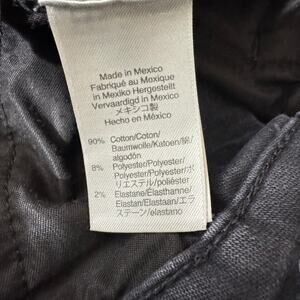 Made in Mexico
Fabriqué au Mexique
in Mexiko Hergestellt
Vervaardigd in Mexico
メキシコ製
Hecho en México
90% Cotton/Coton/
Baumwolle/Katoen/綿/
algodón
8% Polyester/Polyester/
Polyester/Polyester/ポ
リエステル/poliéster
2% Elastane/Élasthanne/
Elastan/Elastaan/エラ
ステーン/elastano